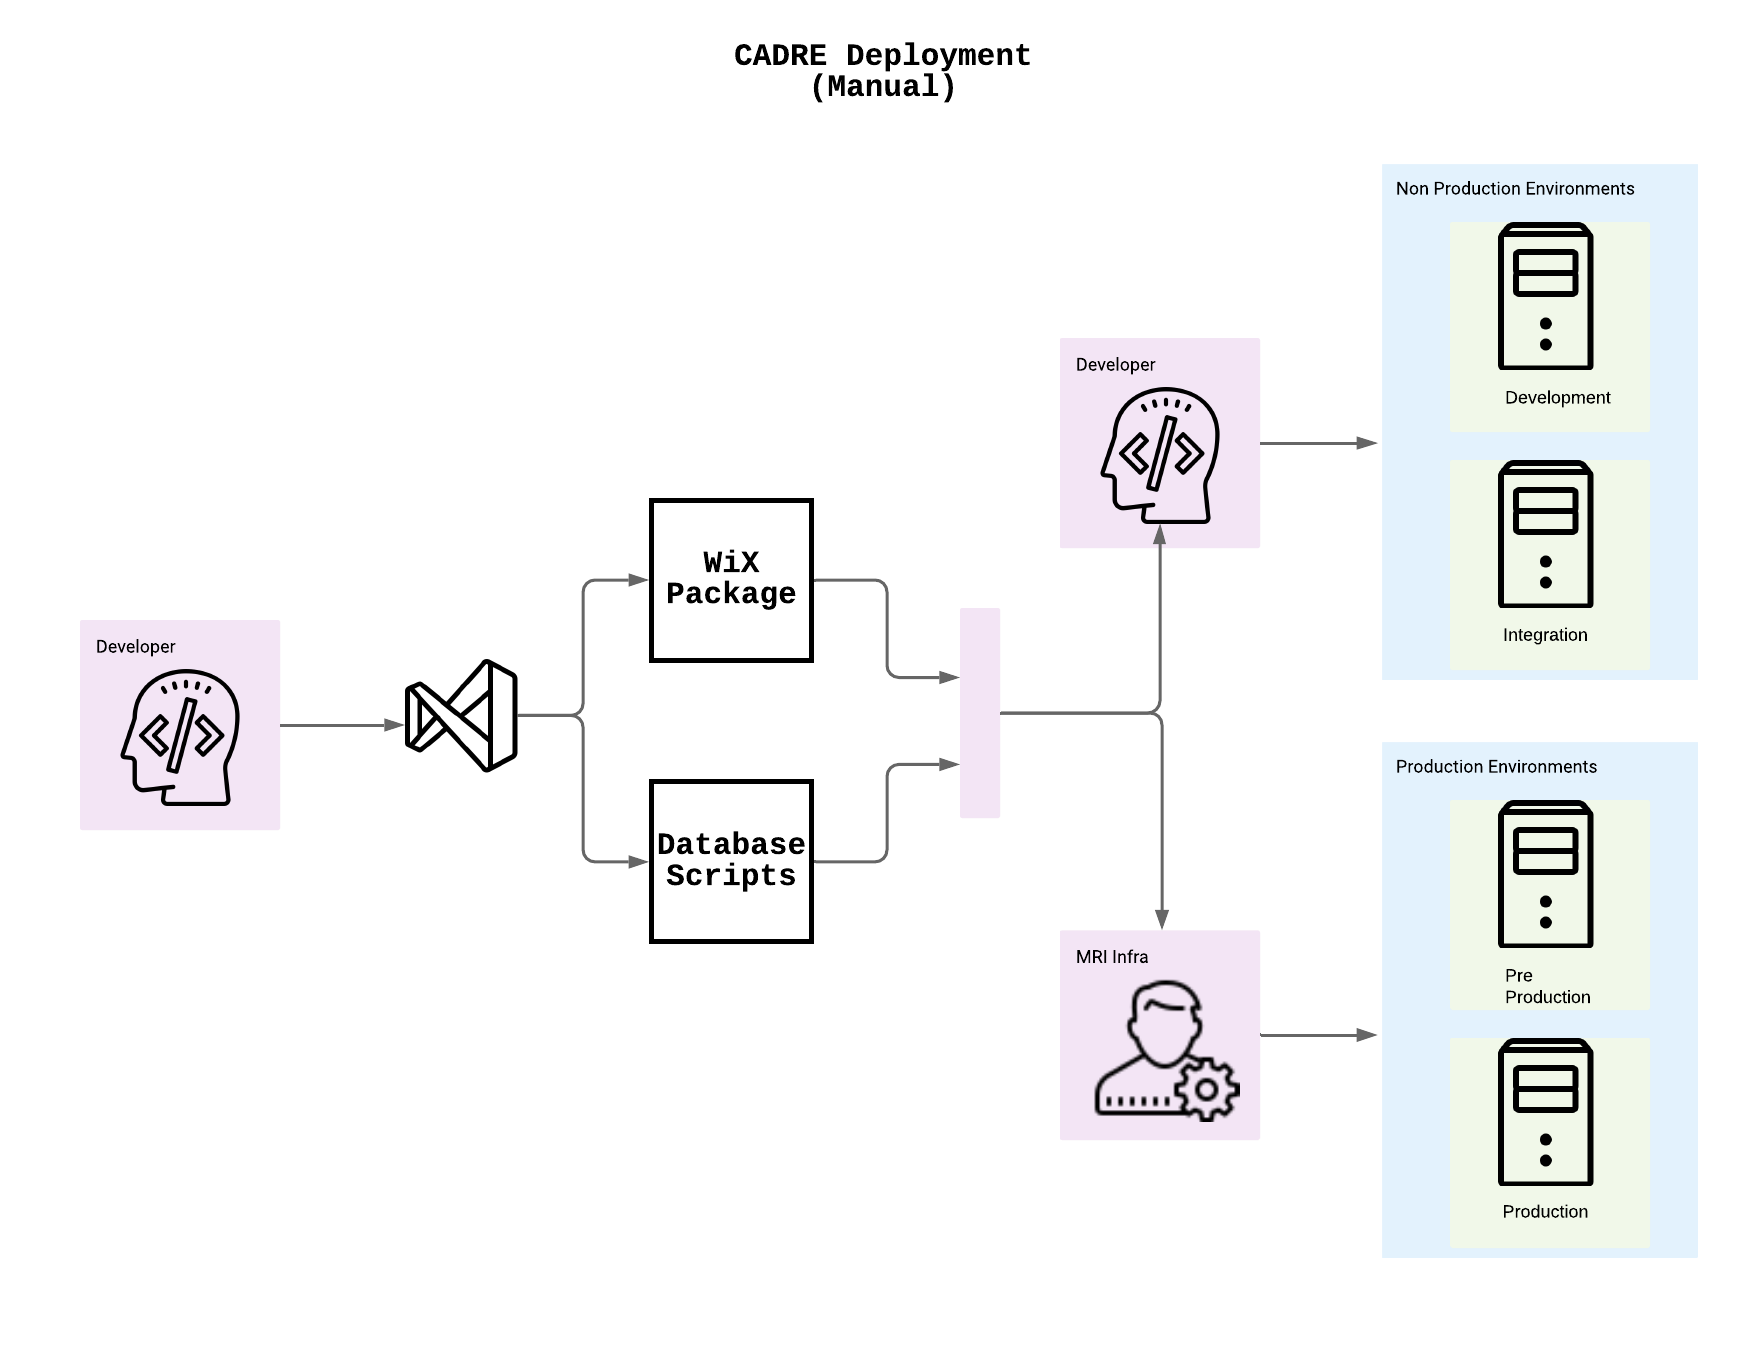 CADRE Deployment
(Manual)
Non Production Environments
Development
Developer
Integration
WiX
Package
Developer
Database
Scripts
Production Environments
Pre
Production
MRI Infra
Production